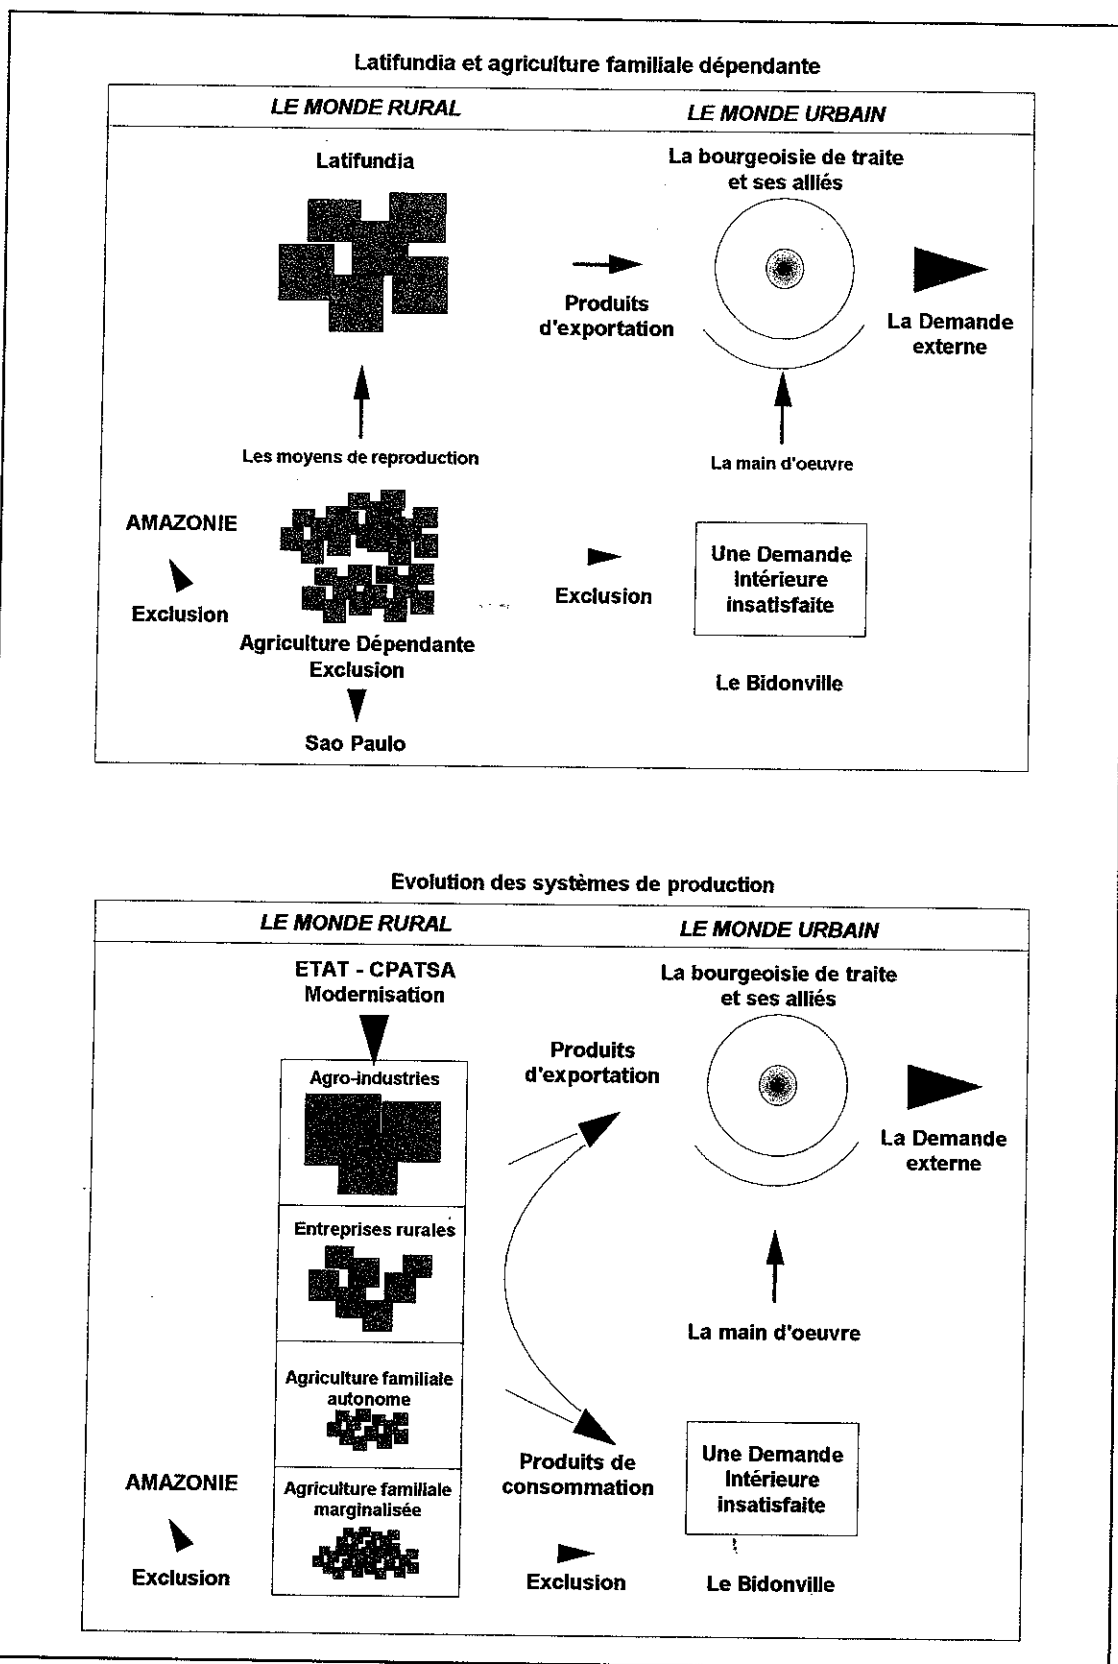 Latifundia et agriculture familiale dépendante
LE MONDE RURAL
LE MONDE URBAIN
Latifundia
La bourgeoisie de traite
et ses alliés
Produits
d'exportation
La Demande
externe
Les moyens de reproduction
La main d'oeuvre
AMAZONIE
Exclusion
Agriculture Dépendante
Exclusion
Sao Paulo
Exclusion
Une Demande
Intérieure
insatisfaite
Le Bidonville
Evolution des systèmes de production
LE MONDE RURAL
LE MONDE URBAIN
ETAT - CPATSA
Modernisation
La bourgeoisie de traite
et ses alliés
Agro-industries
Produits
d'exportation
La Demande
externe
Entreprises rurales
La main d'oeuvre
Agriculture familiale
autonome
Produits de
consommation
Une Demande
Intérieure
insatisfaite
AMAZONIE
Agriculture familiale
marginalisée
Exclusion
Exclusion
Le Bidonville